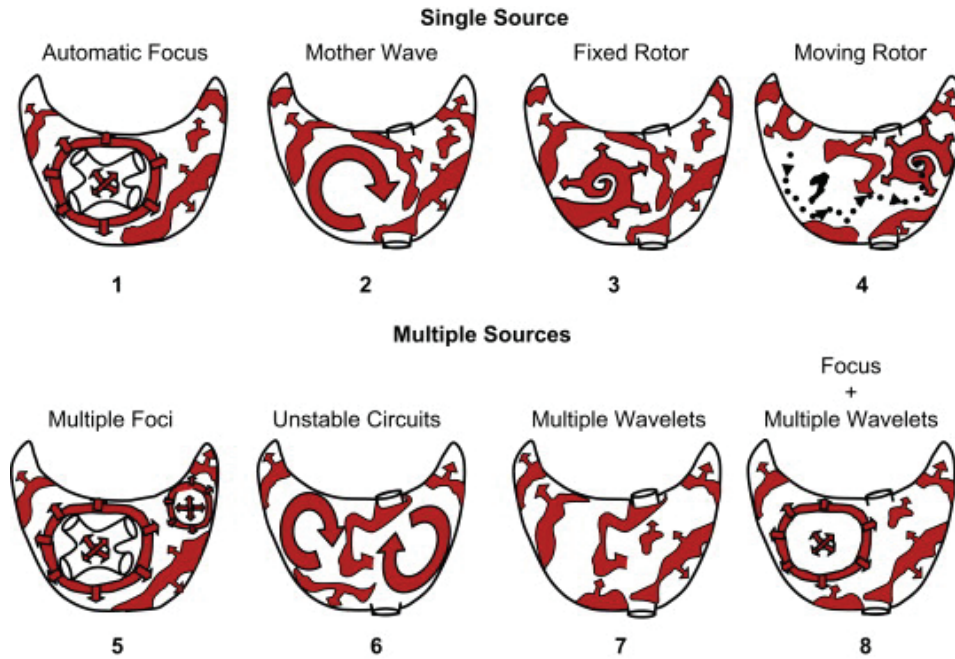 Single Source
Automatic Focus
Mother Wave
Fixed Rotor
Moving Rotor
1
2
3
4
Multiple Sources
Multiple Foci
Unstable Circuits
Multiple Wavelets
Focus
+
Multiple Wavelets
5
6
7
8